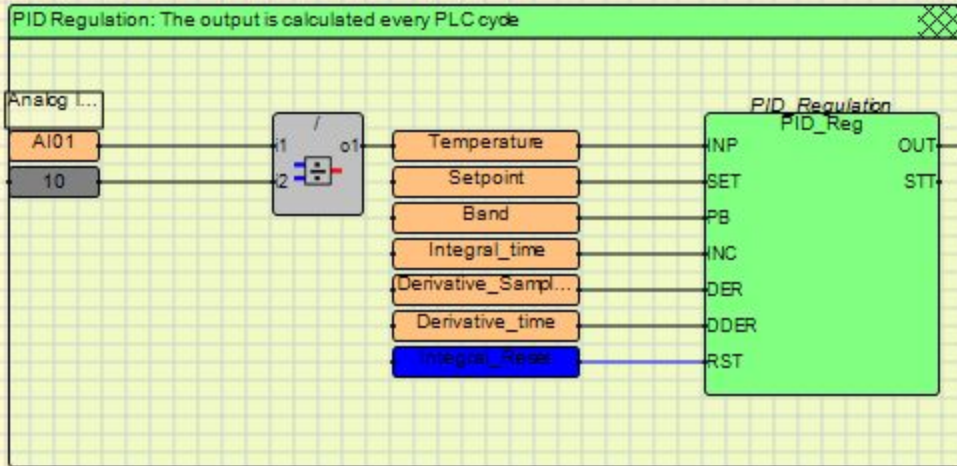 PID Regulation: The output is calculated every PLC cycle
Analog I...
AI01
10
/
i1
o1
i2
Temperature
Setpoint
Band
Integral_time
Derivative_Sampl...
Derivative_time
Integral_Reset
PID_Regulation
PID_Reg
INP
OUT
SET
STT
PB
INC
DER
DDER
RST